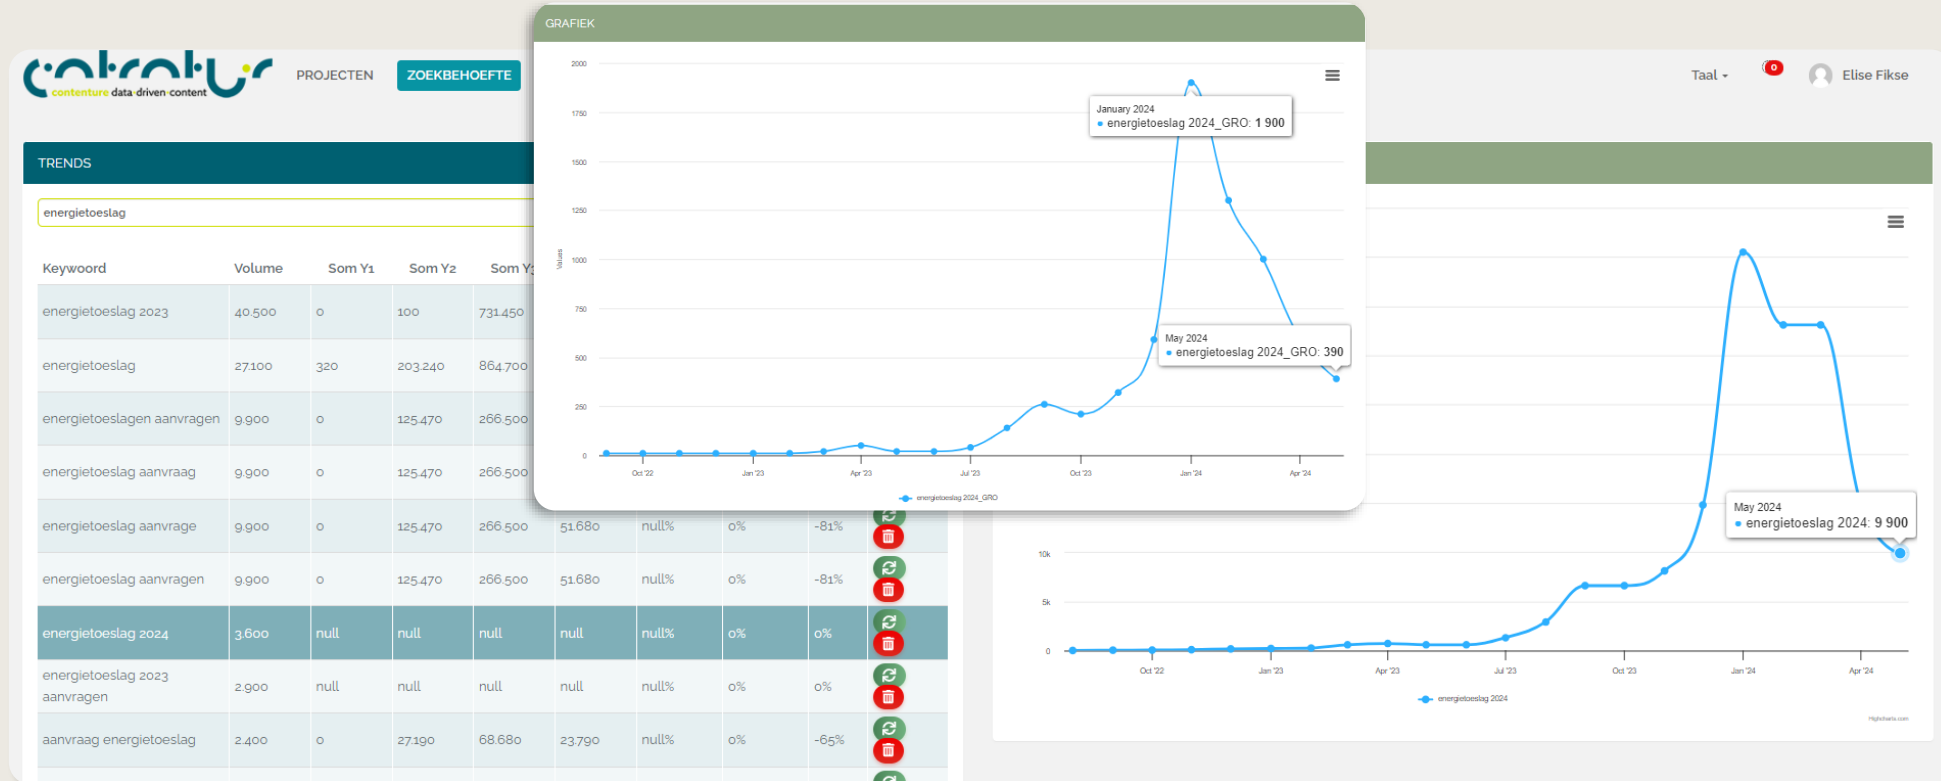 GRAFIEK
2000
1750
1500
1250
1000
750
500
250
0
Values
January 2024
energietoeslag 2024_GRO: 1 900
May 2024
energietoeslag 2024_GRO: 390
Oct '22
Jan '23
Apr '23
Jul '23
Oct '23
Jan '24
Apr '24
energietoeslag 2024_GRO
contenture data-driven-content
PROJECTEN
ZOEKBEHOEFTE
Taal
0
Elise Fikse
TRENDS
energietoeslag
Keywoord Volume Som Y1 Som Y2 Som Y3
energietoeslag 2023 40.500 0 100 731.450
energietoeslag 27.100 320 203.240 864.700
energietoeslagen aanvragen 9.900 0 125.470 266.500
energietoeslag aanvraag 9.900 0 125.470 266.500
energietoeslag aanvrage 9.900 0 125.470 266.500 51.680 null% 0% -81%
energietoeslag aanvragen 9.900 0 125.470 266.500 51.680 null% 0% -81%
energietoeslag 2024 3.600 null null null null null% 0% 0%
energietoeslag 2023
aanvragen 2.900 null null null null null% 0% 0%
aanvraag energietoeslag 2.400 0 27.190 68.680 23.790 null% 0% -65%
May 2024
energietoeslag 2024: 9 900
10k
5k
0
Oct '22
Jan '23
Apr '23
Jul '23
Oct '23
Jan '24
Apr '24
energietoeslag 2024
Highcharts.com